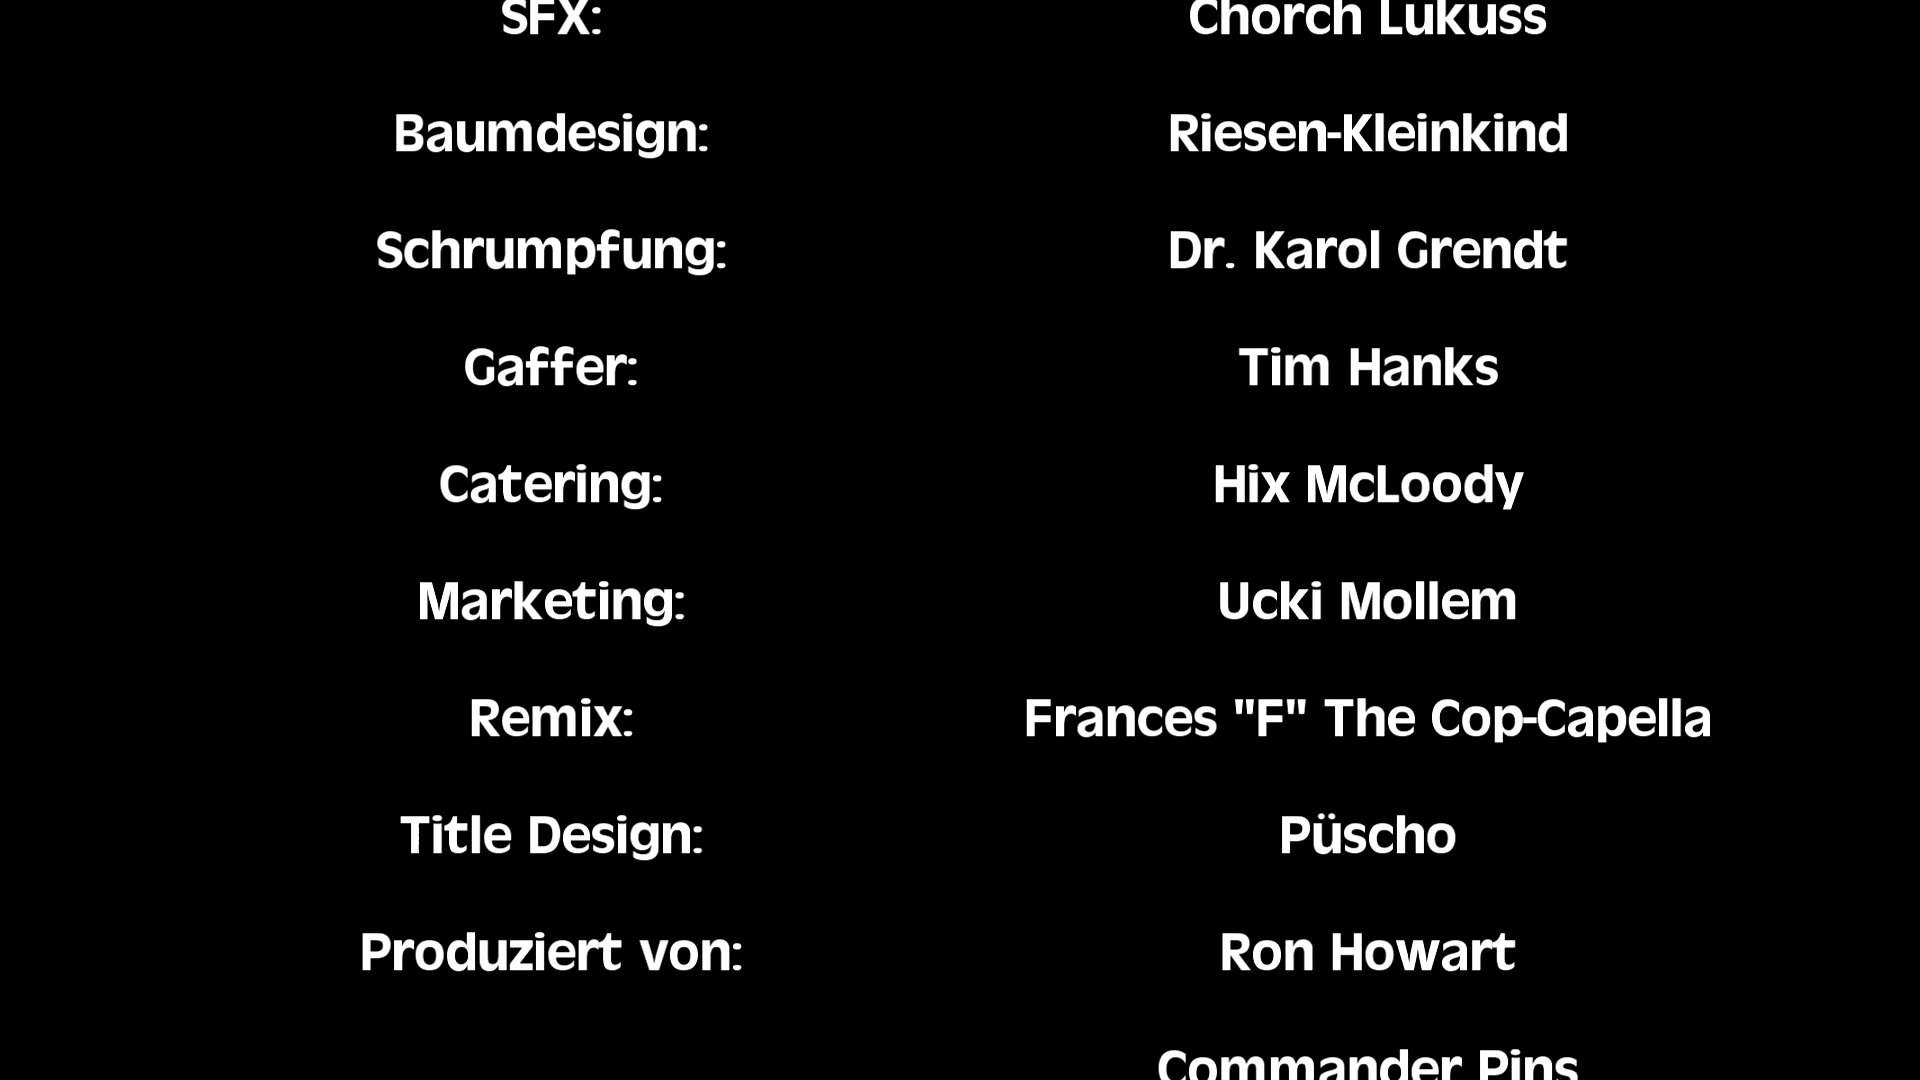 SFX: Chorch Lukuss
Baumdesign: Riesen-Kleinkind
Schrumpfung: Dr. Karol Grendt
Gaffer: Tim Hanks
Catering: Hix McLoody
Marketing: Ucki Mollem
Remix: Frances "F" The Cop-Capella
Title Design: Püscho
Produziert von: Ron Howart
Commander Pins